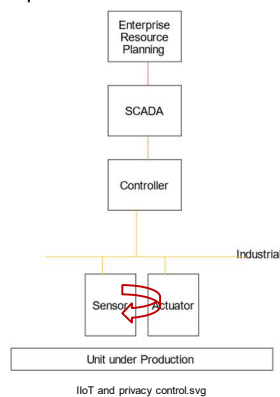 Enterprise
Resource
Planning
SCADA
Controller
Industrial
Sensor
Actuator
Unit under Production
IIoT and privacy control.svg